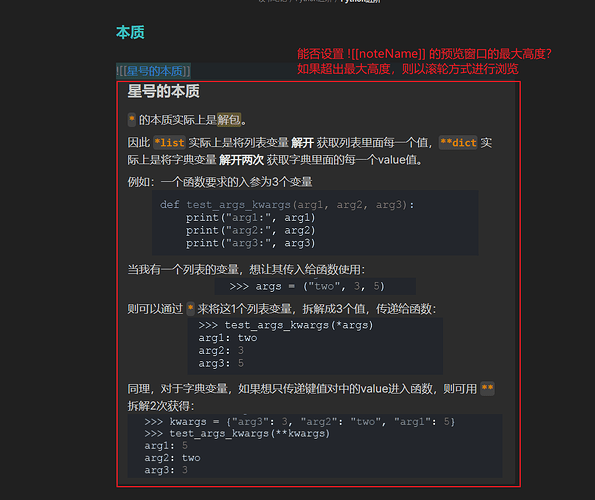 本质
能否设置 ![[noteName]] 的预览窗口的最大高度？
如果超出最大高度，则以滚轮方式进行浏览
![[星号的本质]]
星号的本质
* 的本质实际上是解包。
因此 *list 实际上是将列表变量 解开 获取列表里面每一个值，**dict 实
际上是将字典变量 解开两次 获取字典里面的每一个value值。
例如：一个函数要求的入参为3个变量
def test_args_kwargs(arg1, arg2, arg3):
print("arg1:", arg1)
print("arg2:", arg2)
print("arg3:", arg3)
当我有一个列表的变量，想让其传入给函数使用：
>>> args = ("two", 3, 5)
则可以通过 * 来将这1个列表变量，拆解成3个值，传递给函数：
>>> test_args_kwargs(*args)
arg1: two
arg2: 3
arg3: 5
同理，对于字典变量，如果想只传递键值对中的value进入函数，则可用 **
拆解2次获得：
>>> kwargs = {"arg3": 3, "arg2": "two", "arg1": 5}
>>> test_args_kwargs(**kwargs)
arg1: 5
arg2: two
arg3: 3